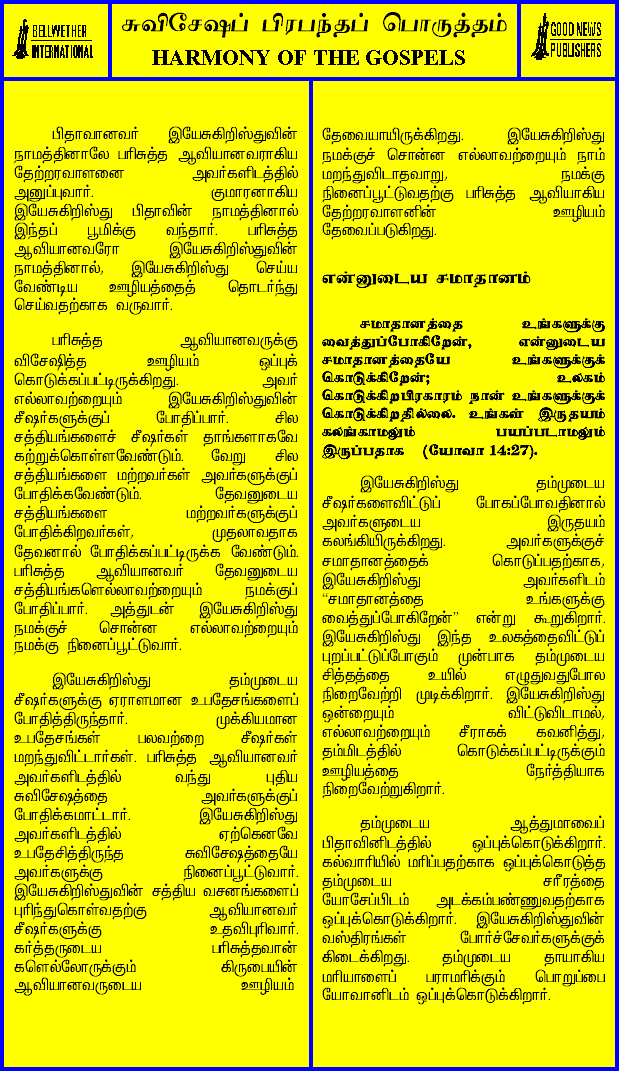 BELLWETHER
INTERNATIONAL
சுவிசேஷப் பிரபந்தப் பொருத்தம்
HARMONY OF THE GOSPELS
GOOD NEWS
PUBLISHERS
பிதாவானவர் இயேசுகிறிஸ்துவின்
நாமத்தினாலே பரிசுத்த ஆவியானவராகிய
தேற்றரவாளனை அவர்களிடத்தில்
அனுப்புவார். குமாரனாகிய
இயேசுகிறிஸ்து பிதாவின் நாமத்தினால்
இந்தப் பூமிக்கு வந்தார். பரிசுத்த
ஆவியானவரோ இயேசுகிறிஸ்துவின்
நாமத்தினால், இயேசுகிறிஸ்து செய்ய
வேண்டிய ஊழியத்தைத் தொடர்ந்து
செய்வதற்காக வருவார்.
பரிசுத்த ஆவியானவருக்கு
விசேஷித்த ஊழியம் ஒப்புக்
கொடுக்கப்பட்டிருக்கிறது. அவர்
எல்லாவற்றையும் இயேசுகிறிஸ்துவின்
சீஷர்களுக்குப் போதிப்பார். சில
சத்தியங்களைச் சீஷர்கள் தாங்களாகவே
கற்றுக்கொள்ளவேண்டும். வேறு சில
சத்தியங்களை மற்றவர்கள் அவர்களுக்குப்
போதிக்கவேண்டும். தேவனுடைய
சத்தியங்களை மற்றவர்களுக்குப்
போதிக்கிறவர்கள், முதலாவதாக
தேவனால் போதிக்கப்பட்டிருக்க வேண்டும்.
பரிசுத்த ஆவியானவர் தேவனுடைய
சத்தியங்களெல்லாவற்றையும் நமக்குப்
போதிப்பார். அத்துடன் இயேசுகிறிஸ்து
நமக்குச் சொன்ன எல்லாவற்றையும்
நமக்கு நினைப்பூட்டுவார்.
இயேசுகிறிஸ்து தம்முடைய
சீஷர்களுக்கு ஏராளமான உபதேசங்களைப்
போதித்திருந்தார். முக்கியமான
உபதேசங்கள் பலவற்றை சீஷர்கள்
மறந்துவிட்டார்கள். பரிசுத்த ஆவியானவர்
அவர்களிடத்தில் வந்து புதிய
சுவிசேஷத்தை அவர்களுக்குப்
போதிக்கமாட்டார். இயேசுகிறிஸ்து
அவர்களிடத்தில் ஏற்கெனவே
உபதேசித்திருந்த சுவிசேஷத்தையே
அவர்களுக்கு நினைப்பூட்டுவார்.
இயேசுகிறிஸ்துவின் சத்திய வசனங்களைப்
புரிந்துகொள்வதற்கு ஆவியானவர்
சீஷர்களுக்கு உதவிபுரிவார்.
கர்த்தருடைய பரிசுத்தவான்
களெல்லோருக்கும் கிருபையின்
ஆவியானவருடைய ஊழியம்
தேவையாயிருக்கிறது. இயேசுகிறிஸ்து
நமக்குச் சொன்ன எல்லாவற்றையும் நாம்
மறந்துவிடாதவாறு, நமக்கு
நினைப்பூட்டுவதற்கு பரிசுத்த ஆவியாகிய
தேற்றரவாளனின் ஊழியம்
தேவைப்படுகிறது.
என்னுடைய சமாதானம்
சமாதானத்தை உங்களுக்கு
வைத்துப்போகிறேன், என்னுடைய
சமாதானத்தையே உங்களுக்குக்
கொடுக்கிறேன்; உலகம்
கொடுக்கிறபிரகாரம் நான் உங்களுக்குக்
கொடுக்கிறதில்லை. உங்கள் இருதயம்
கலங்காமலும் பயப்படாமலும்
இருப்பதாக (யோவா 14:27).
இயேசுகிறிஸ்து தம்முடைய
சீஷர்களைவிட்டுப் போகப்போவதினால்
அவர்களுடைய இருதயம்
கலங்கியிருக்கிறது. அவர்களுக்குச்
சமாதானத்தைக் கொடுப்பதற்காக,
இயேசுகிறிஸ்து அவர்களிடம்
“சமாதானத்தை உங்களுக்கு
வைத்துப்போகிறேன்” என்று கூறுகிறார்.
இயேசுகிறிஸ்து இந்த உலகத்தைவிட்டுப்
புறப்பட்டுப்போகும் முன்பாக தம்முடைய
சித்தத்தை உயில் எழுதுவதுபோல
நிறைவேற்றி முடிக்கிறார். இயேசுகிறிஸ்து
ஒன்றையும் விட்டுவிடாமல்,
எல்லாவற்றையும் சீராகக் கவனித்து,
தம்மிடத்தில் கொடுக்கப்பட்டிருக்கும்
ஊழியத்தை நேர்த்தியாக
நிறைவேற்றுகிறார்.
தம்முடைய ஆத்துமாவைப்
பிதாவினிடத்தில் ஒப்புக்கொடுக்கிறார்.
கல்வாரியில் மரிப்பதற்காக ஒப்புக்கொடுத்த
தம்முடைய சரீரத்தை
யோசேப்பிடம் அடக்கம்பண்ணுவதற்காக
ஒப்புக்கொடுக்கிறார். இயேசுகிறிஸ்துவின்
வஸ்திரங்கள் போர்ச்சேவர்களுக்குக்
கிடைக்கிறது. தம்முடைய தாயாகிய
மரியாளைப் பராமரிக்கும் பொறுப்பை
யோவானிடம் ஒப்புக்கொடுக்கிறார்.